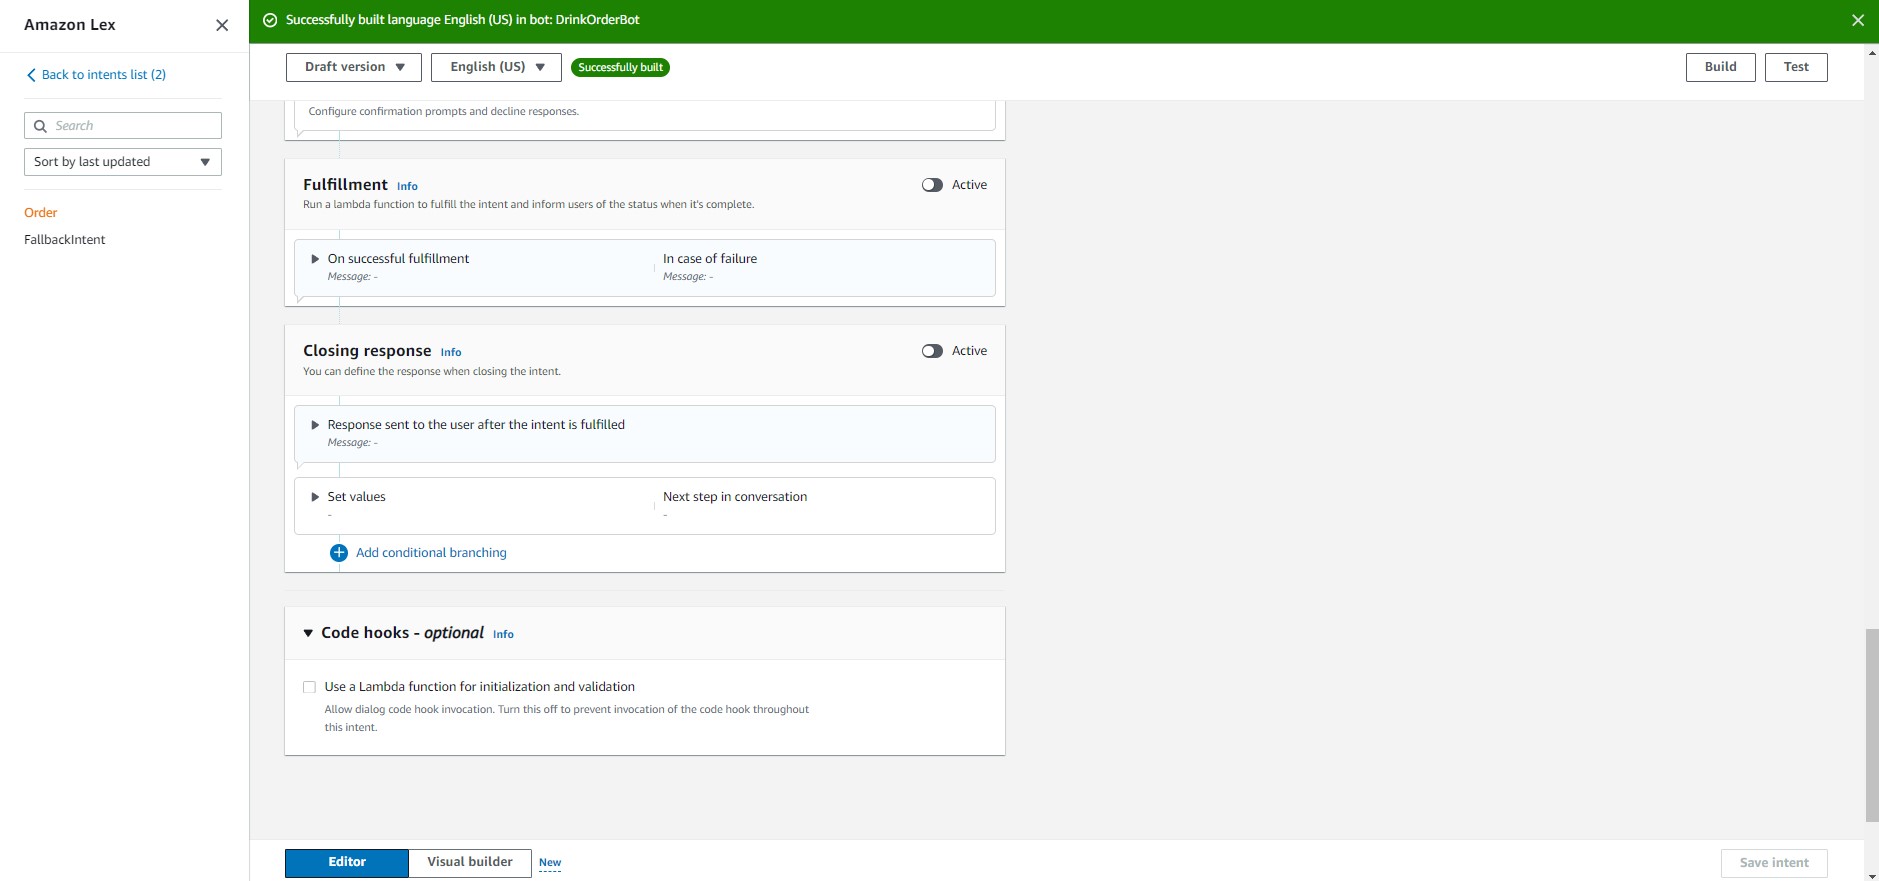 Amazon Lex
Successfully built language English (US) in bot: DrinkOrderBot
Back to intents list (2)
Search
Sort by last updated
Order
FallbackIntent
Draft version
English (US)
Successfully built
Build
Test
Configure confirmation prompts and decline responses.
Fulfillment Info
Active
Run a lambda function to fulfill the intent and inform users of the status when it's complete.
On successful fulfillment
Message: -
In case of failure
Message: -
Closing response Info
Active
You can define the response when closing the intent.
Response sent to the user after the intent is fulfilled
Message: -
Set values
-
Next step in conversation
-
Add conditional branching
Code hooks - optional Info
Use a Lambda function for initialization and validation
Allow dialog code hook invocation. Turn this off to prevent invocation of the code hook throughout
this intent.
Editor
Visual builder
New
Save intent